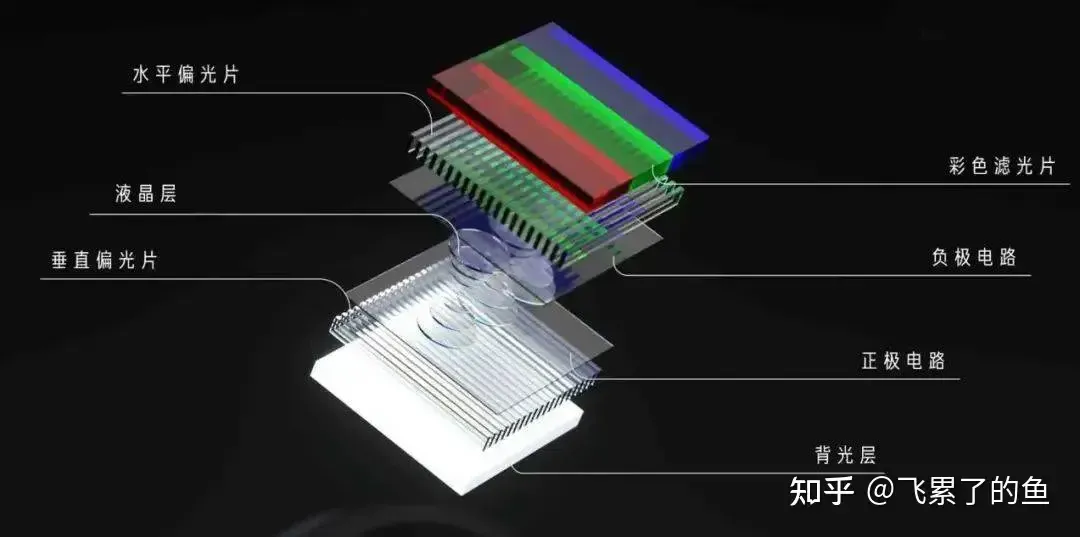 水平偏光片
彩色滤光片
液晶层
负极电路
垂直偏光片
正极电路
背光层
知乎 @飞累了的鱼